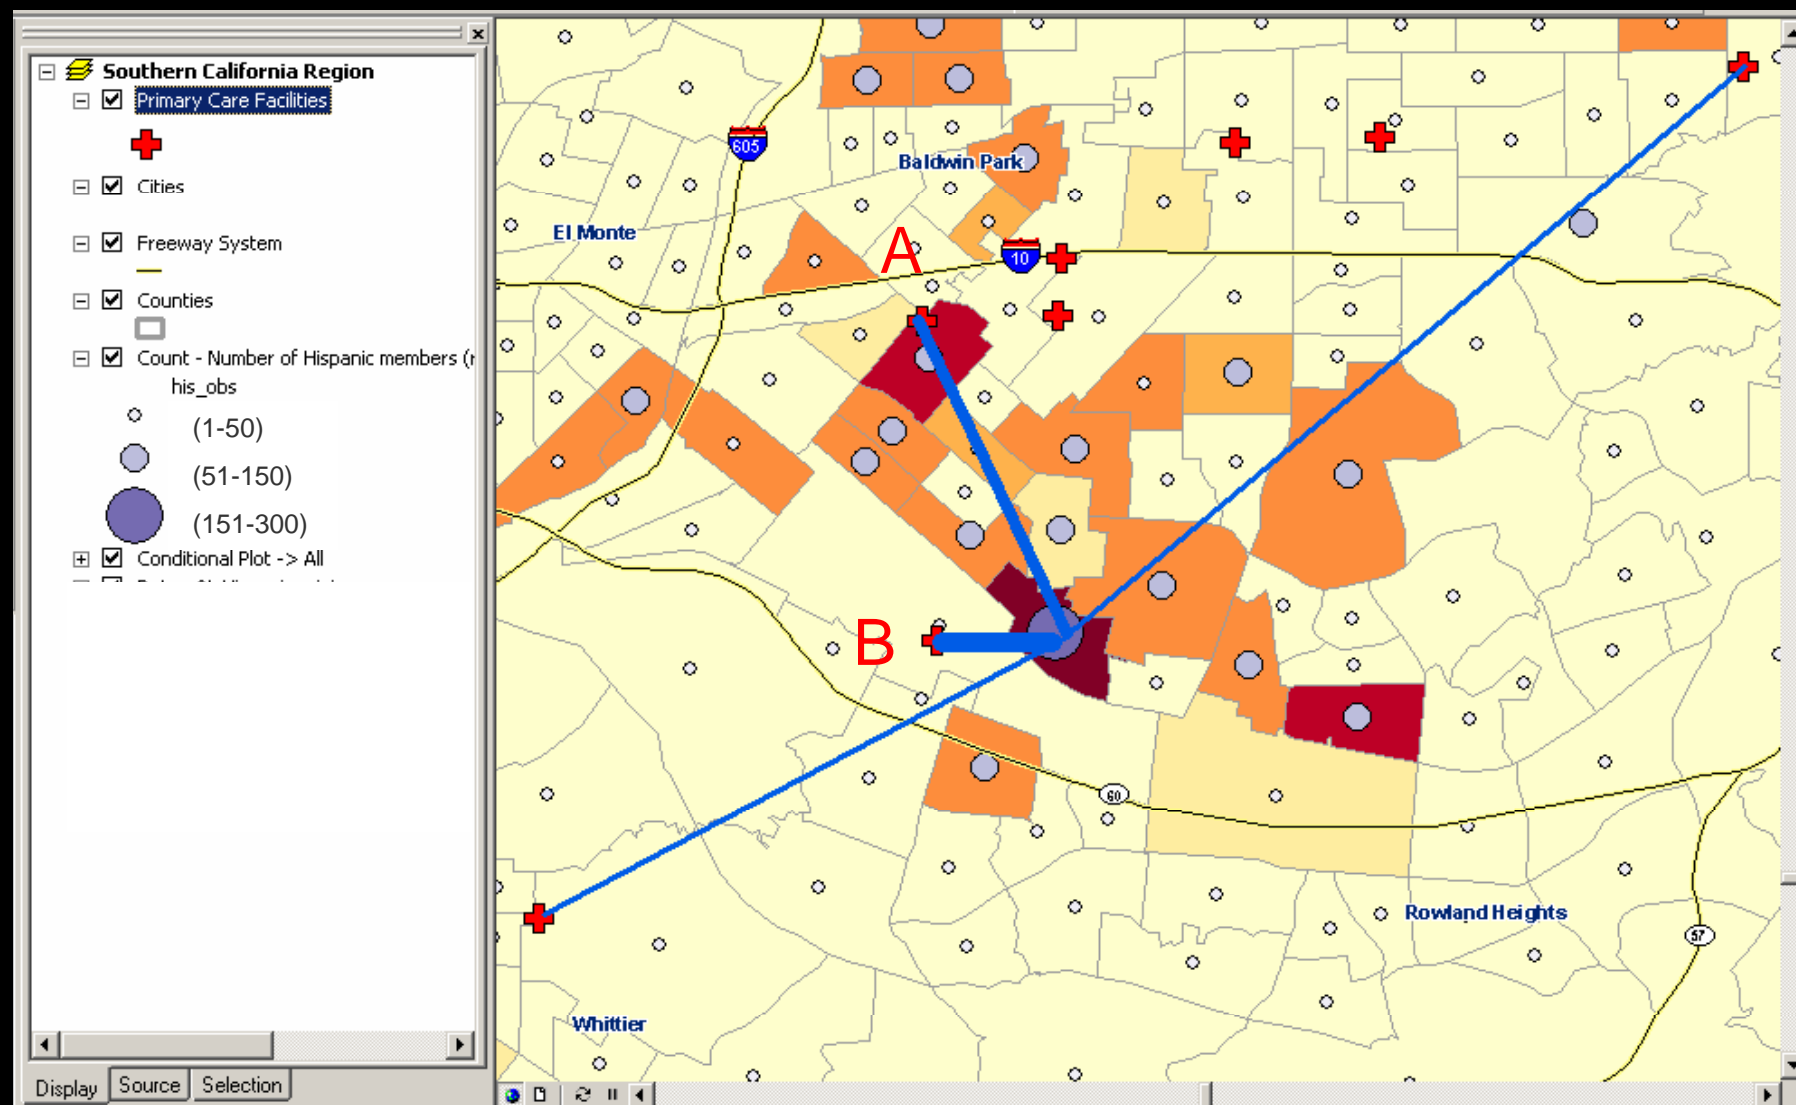 Southern California Region
Primary Care Facilities
Cities
Freeway System
Counties
Count - Number of Hispanic members (r
his_obs
(1-50)
(51-150)
(151-300)
Conditional Plot -> All
Display
Source
Selection
605
Baldwin Park
El Monte
A
10
B
60
Rowland Heights
57
Whittier